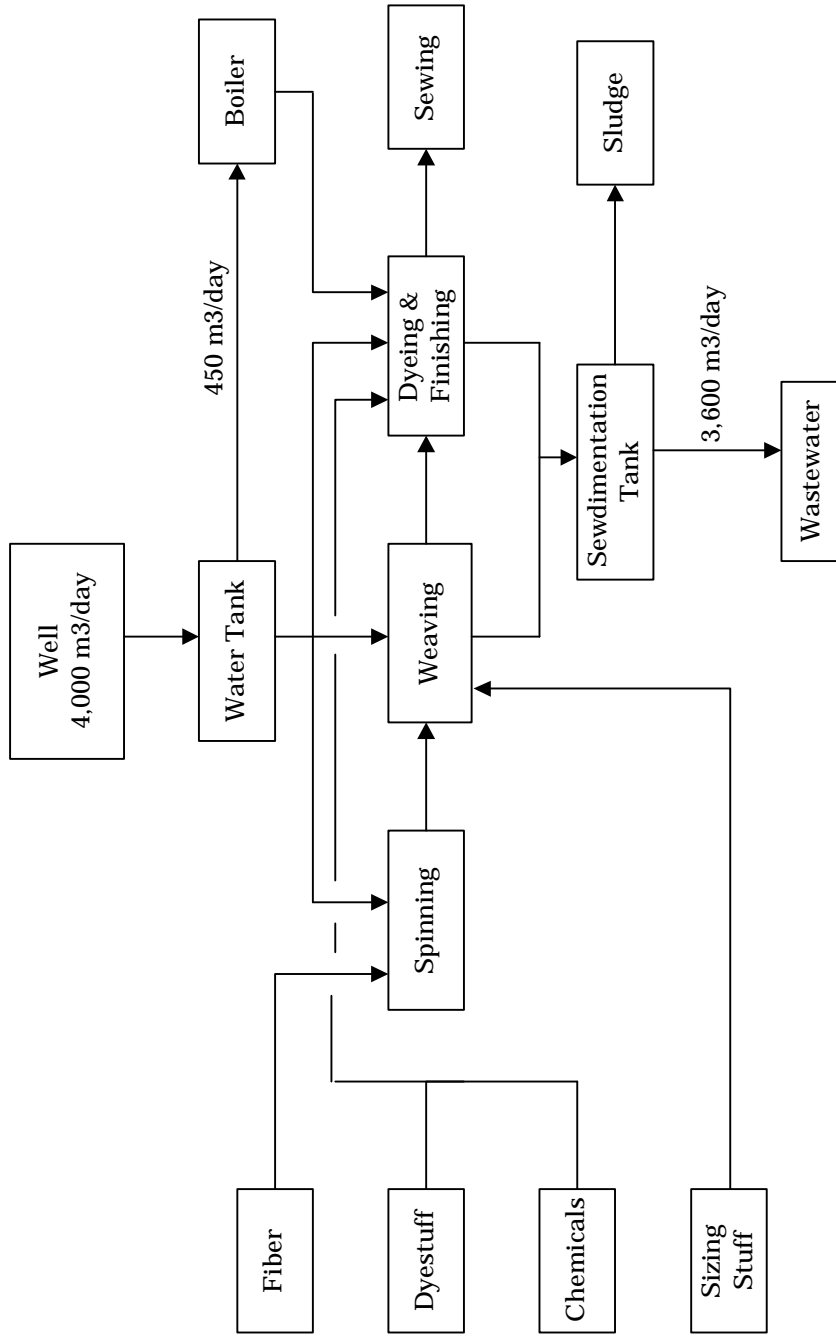 Well
4,000 m3/day
Water Tank
450 m3/day
Boiler
Fiber
Dyestuff
Chemicals
Sizing
Stuff
Spinning
Weaving
Dyeing &
Finishing
Sewing
Sewdimentation
Tank
Sludge
3,600 m3/day
Wastewater